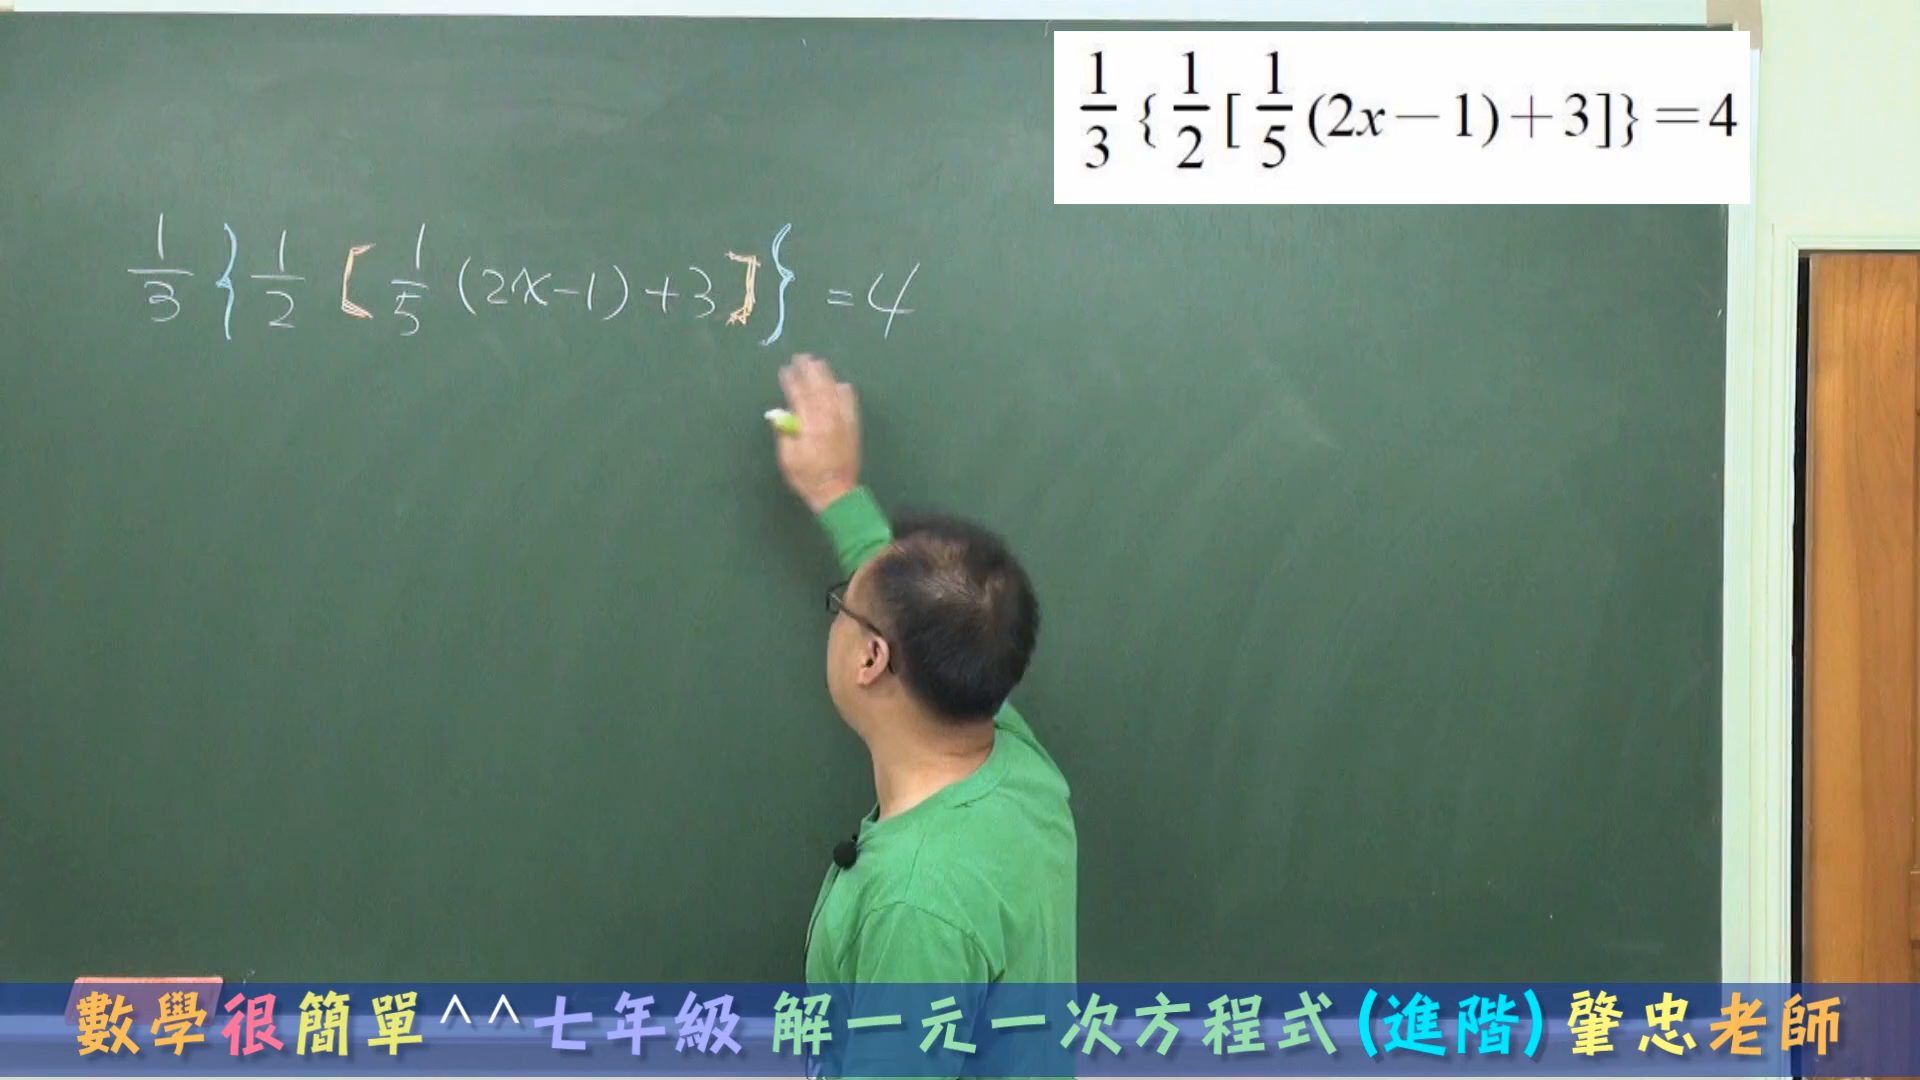 1/3 { 1/2 [ 1/5 (2x－1)＋3]}＝4
1/3 { 1/2 [ 1/5 (2x-1)+3]} =4
數學很簡單^^七年級 解一元一次方程式(進階)肇忠老師